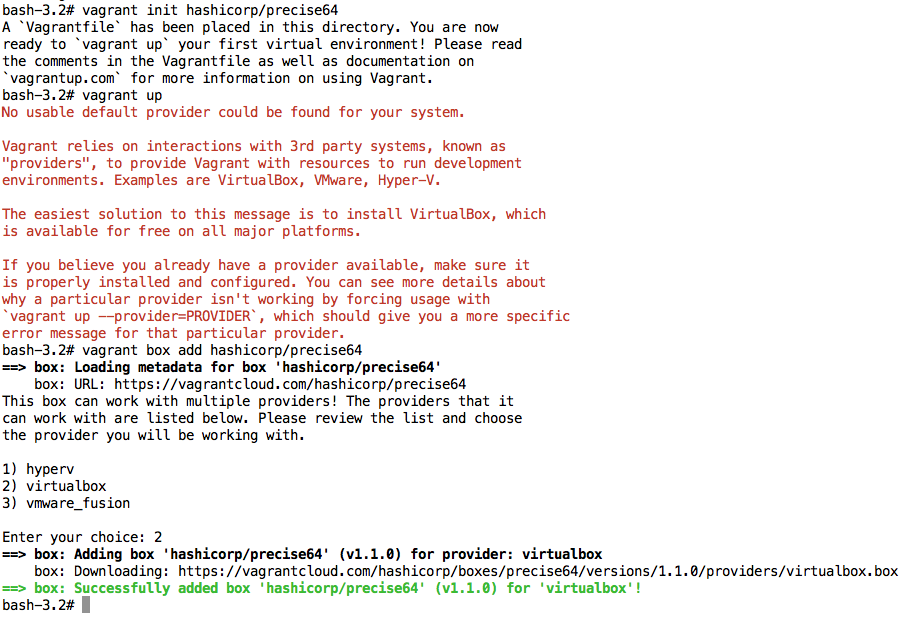 bash-3.2# vagrant init hashicorp/precise64
A `Vagrantfile` has been placed in this directory. You are now
ready to `vagrant up` your first virtual environment! Please read
the comments in the Vagrantfile as well as documentation on
`vagrantup.com` for more information on using Vagrant.
bash-3.2# vagrant up
No usable default provider could be found for your system.

Vagrant relies on interactions with 3rd party systems, known as
"providers", to provide Vagrant with resources to run development
environments. Examples are VirtualBox, VMware, Hyper-V.

The easiest solution to this message is to install VirtualBox, which
is available for free on all major platforms.

If you believe you already have a provider available, make sure it
is properly installed and configured. You can see more details about
why a particular provider isn't working by forcing usage with
`vagrant up --provider=PROVIDER`, which should give you a more specific
error message for that particular provider.
bash-3.2# vagrant box add hashicorp/precise64
==> box: Loading metadata for box 'hashicorp/precise64'
    box: URL: https://vagrantcloud.com/hashicorp/precise64
This box can work with multiple providers! The providers that it
can work with are listed below. Please review the list and choose
the provider you will be working with.

1) hyperv
2) virtualbox
3) vmware_fusion

Enter your choice: 2
==> box: Adding box 'hashicorp/precise64' (v1.1.0) for provider: virtualbox
    box: Downloading: https://vagrantcloud.com/hashicorp/boxes/precise64/versions/1.1.0/providers/virtualbox.box
==> box: Successfully added box 'hashicorp/precise64' (v1.1.0) for 'virtualbox'!
bash-3.2#